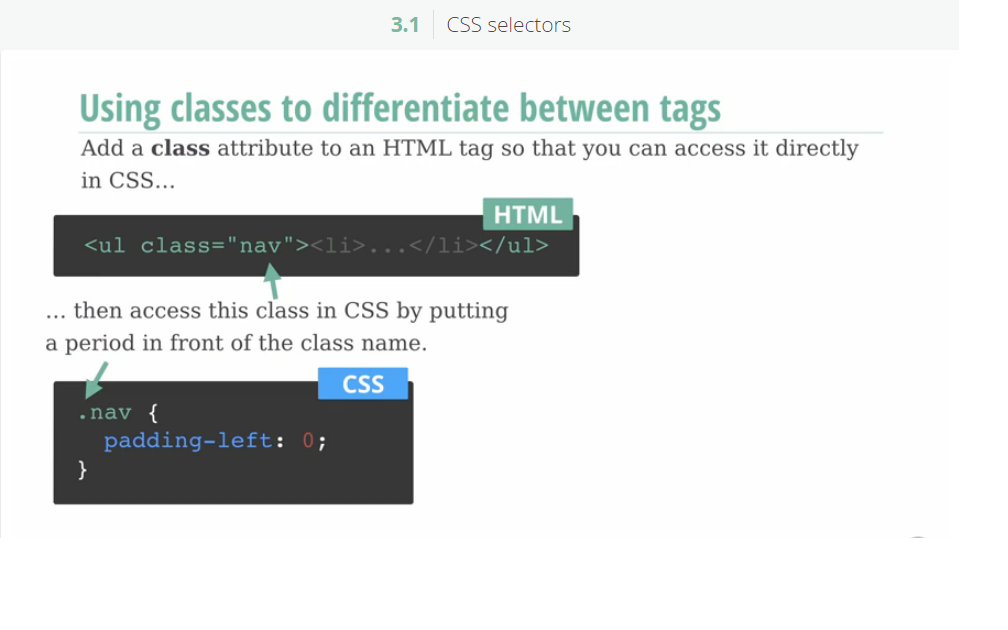 3.1 CSS selectors
Using classes to differentiate between tags
Add a class attribute to an HTML tag so that you can access it directly
in CSS...
HTML
<ul class="nav"><li>...</li></ul>
... then access this class in CSS by putting
a period in front of the class name.
CSS
.nav {
padding-left: 0;
}